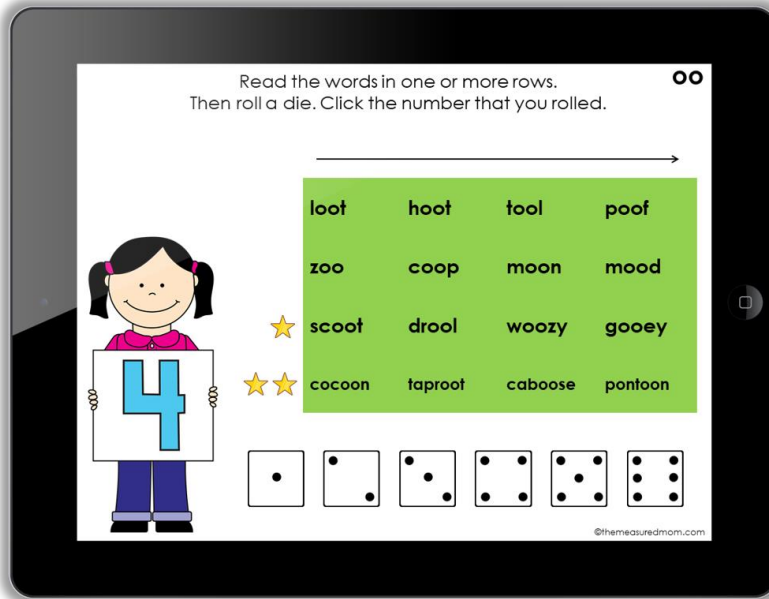 oo
Read the words in one or more rows.
Then roll a die. Click the number that you rolled.
loot hoot tool poof
zoo coop moon mood
scoot drool woozy gooey
cocoon taproot caboose pontoon
4
©themeasuredmom.com